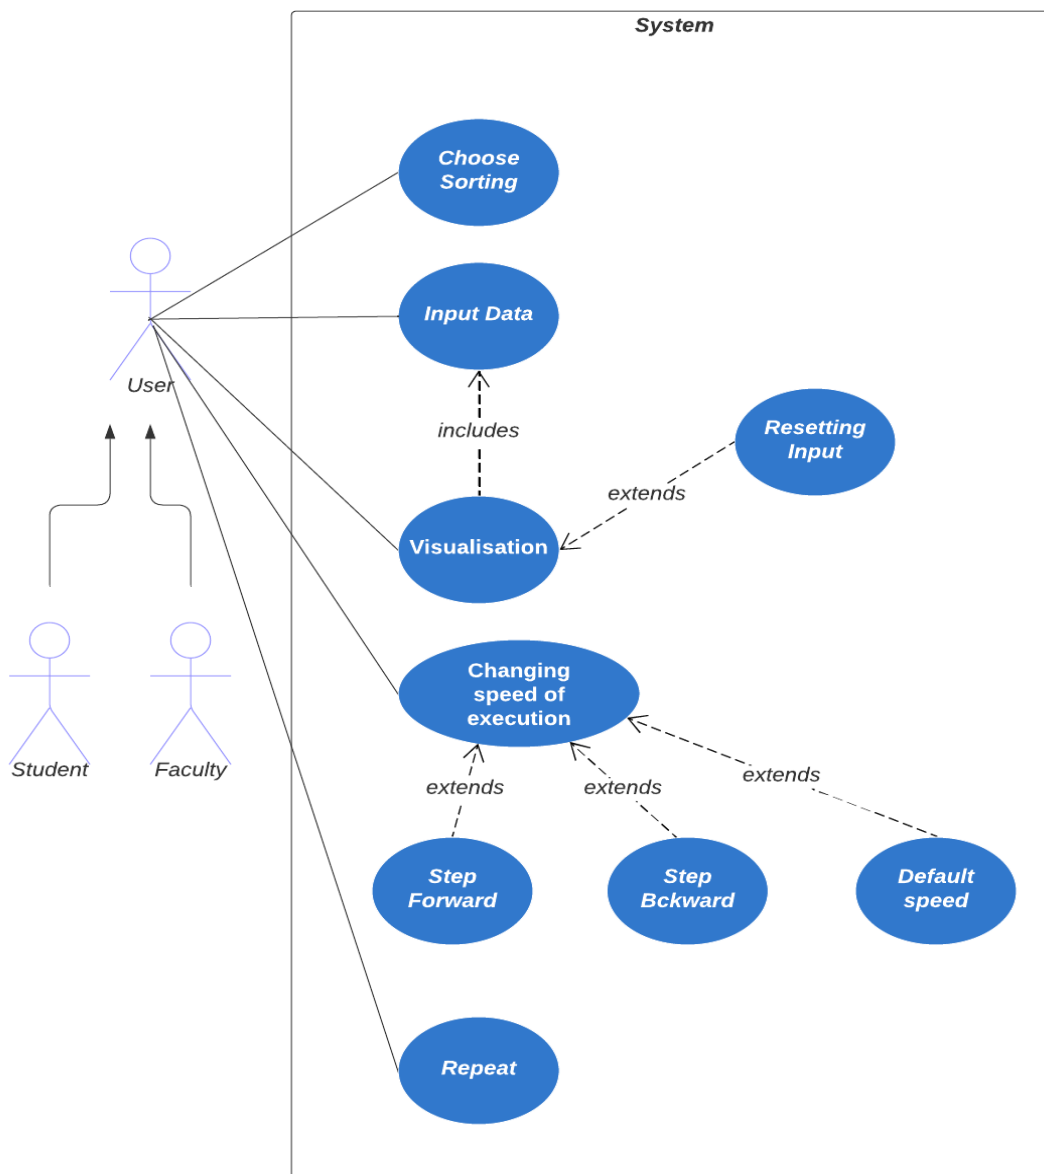 System
Choose
Sorting
Input Data
User
includes
Resetting
Input
extends
Visualisation
Changing
speed of
execution
Student
Faculty
extends
extends
extends
Step
Forward
Step
Bckward
Default
speed
Repeat